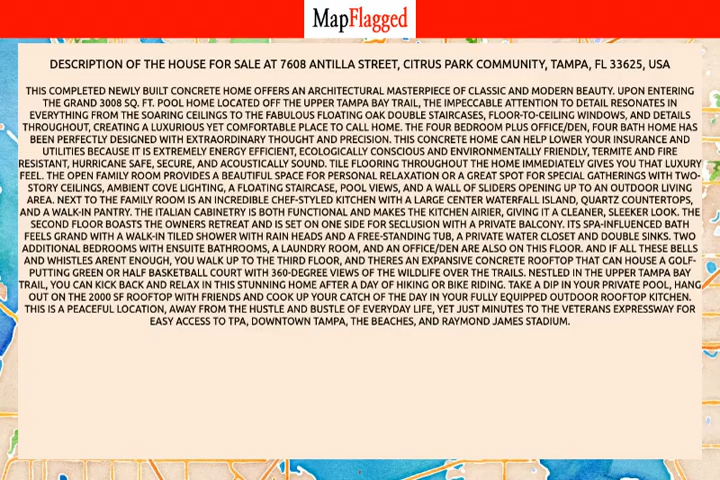 MapFlagged
DESCRIPTION OF THE HOUSE FOR SALE AT 7608 ANTILLA STREET, CITRUS PARK COMMUNITY, TAMPA, FL 33625, USA
THIS COMPLETED NEWLY BUILT CONCRETE HOME OFFERS AN ARCHITECTURAL MASTERPIECE OF CLASSIC AND MODERN BEAUTY. UPON ENTERING
THE GRAND 3008 SQ. FT. POOL HOME LOCATED OFF THE UPPER TAMPA BAY TRAIL, THE IMPECCABLE ATTENTION TO DETAIL RESONATES IN
EVERYTHING FROM THE SOARING CEILINGS TO THE FABULOUS FLOATING OAK DOUBLE STAIRCASES, FLOOR-TO-CEILING WINDOWS, AND DETAILS
THROUGHOUT, CREATING A LUXURIOUS YET COMFORTABLE PLACE TO CALL HOME. THE FOUR BEDROOM PLUS OFFICE/DEN, FOUR BATH HOME HAS
BEEN PERFECTLY DESIGNED WITH EXTRAORDINARY THOUGHT AND PRECISION. THIS CONCRETE HOME CAN HELP LOWER YOUR INSURANCE AND
UTILITIES BECAUSE IT IS EXTREMELY ENERGY EFFICIENT, ECOLOGICALLY CONSCIOUS AND ENVIRONMENTALLY FRIENDLY, TERMITE AND FIRE
RESISTANT, HURRICANE SAFE, SECURE, AND ACOUSTICALLY SOUND. TILE FLOORING THROUGHOUT THE HOME IMMEDIATELY GIVES YOU THAT LUXURY
FEEL. THE OPEN FAMILY ROOM PROVIDES A BEAUTIFUL SPACE FOR PERSONAL RELAXATION OR A GREAT SPOT FOR SPECIAL GATHERINGS WITH TWO-
STORY CEILINGS, AMBIENT COVE LIGHTING, A FLOATING STAIRCASE, POOL VIEWS, AND A WALL OF SLIDERS OPENING UP TO AN OUTDOOR LIVING
AREA. NEXT TO THE FAMILY ROOM IS AN INCREDIBLE CHEF-STYLED KITCHEN WITH A LARGE CENTER WATERFALL ISLAND, QUARTZ COUNTERTOPS,
AND A WALK-IN PANTRY. THE ITALIAN CABINETRY IS BOTH FUNCTIONAL AND MAKES THE KITCHEN AIRIER, GIVING IT A CLEANER, SLEEKER LOOK. THE
SECOND FLOOR BOASTS THE OWNERS RETREAT AND IS SET ON ONE SIDE FOR SECLUSION WITH A PRIVATE BALCONY. ITS SPA-INFLUENCED BATH
FEELS GRAND WITH A WALK-IN TILED SHOWER WITH RAIN HEADS AND A FREE-STANDING TUB, A PRIVATE WATER CLOSET AND DOUBLE SINKS. TWO
ADDITIONAL BEDROOMS WITH ENSUITE BATHROOMS, A LAUNDRY ROOM, AND AN OFFICE/DEN ARE ALSO ON THIS FLOOR. AND IF ALL THESE BELLS
AND WHISTLES ARENT ENOUGH, YOU WALK UP TO THE THIRD FLOOR, AND THERES AN EXPANSIVE CONCRETE ROOFTOP THAT CAN HOUSE A GOLF-
PUTTING GREEN OR HALF BASKETBALL COURT WITH 360-DEGREE VIEWS OF THE WILDLIFE OVER THE TRAILS. NESTLED IN THE UPPER TAMPA BAY
TRAIL, YOU CAN KICK BACK AND RELAX IN THIS STUNNING HOME AFTER A DAY OF HIKING OR BIKE RIDING. TAKE A DIP IN YOUR PRIVATE POOL, HANG
OUT ON THE 2000 SF ROOFTOP WITH FRIENDS AND COOK UP YOUR CATCH OF THE DAY IN YOUR FULLY EQUIPPED OUTDOOR ROOFTOP KITCHEN.
THIS IS A PEACEFUL LOCATION, AWAY FROM THE HUSTLE AND BUSTLE OF EVERYDAY LIFE, YET JUST MINUTES TO THE VETERANS EXPRESSWAY FOR
EASY ACCESS TO TPA, DOWNTOWN TAMPA, THE BEACHES, AND RAYMOND JAMES STADIUM.